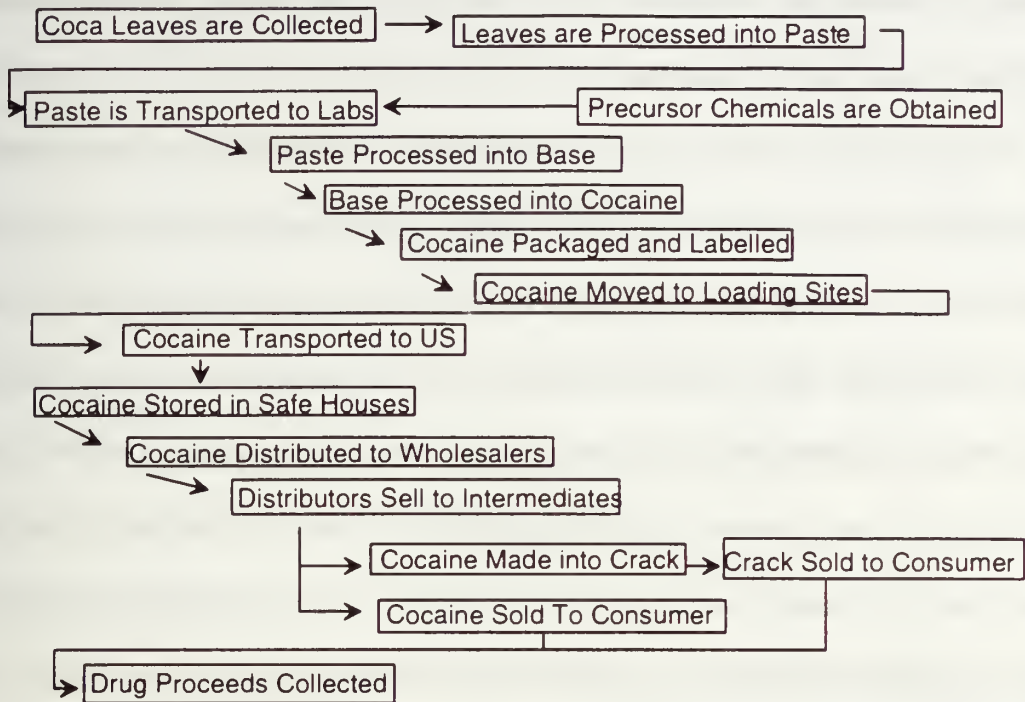 Coca Leaves are Collected
Leaves are Processed into Paste
Paste is Transported to Labs
Precursor Chemicals are Obtained
Paste Processed into Base
Base Processed into Cocaine
Cocaine Packaged and Labelled
Cocaine Moved to Loading Sites
Cocaine Transported to US
Cocaine Stored in Safe Houses
Cocaine Distributed to Wholesalers
Distributors Sell to Intermediates
Cocaine Made into Crack
Crack Sold to Consumer
Cocaine Sold To Consumer
Drug Proceeds Collected